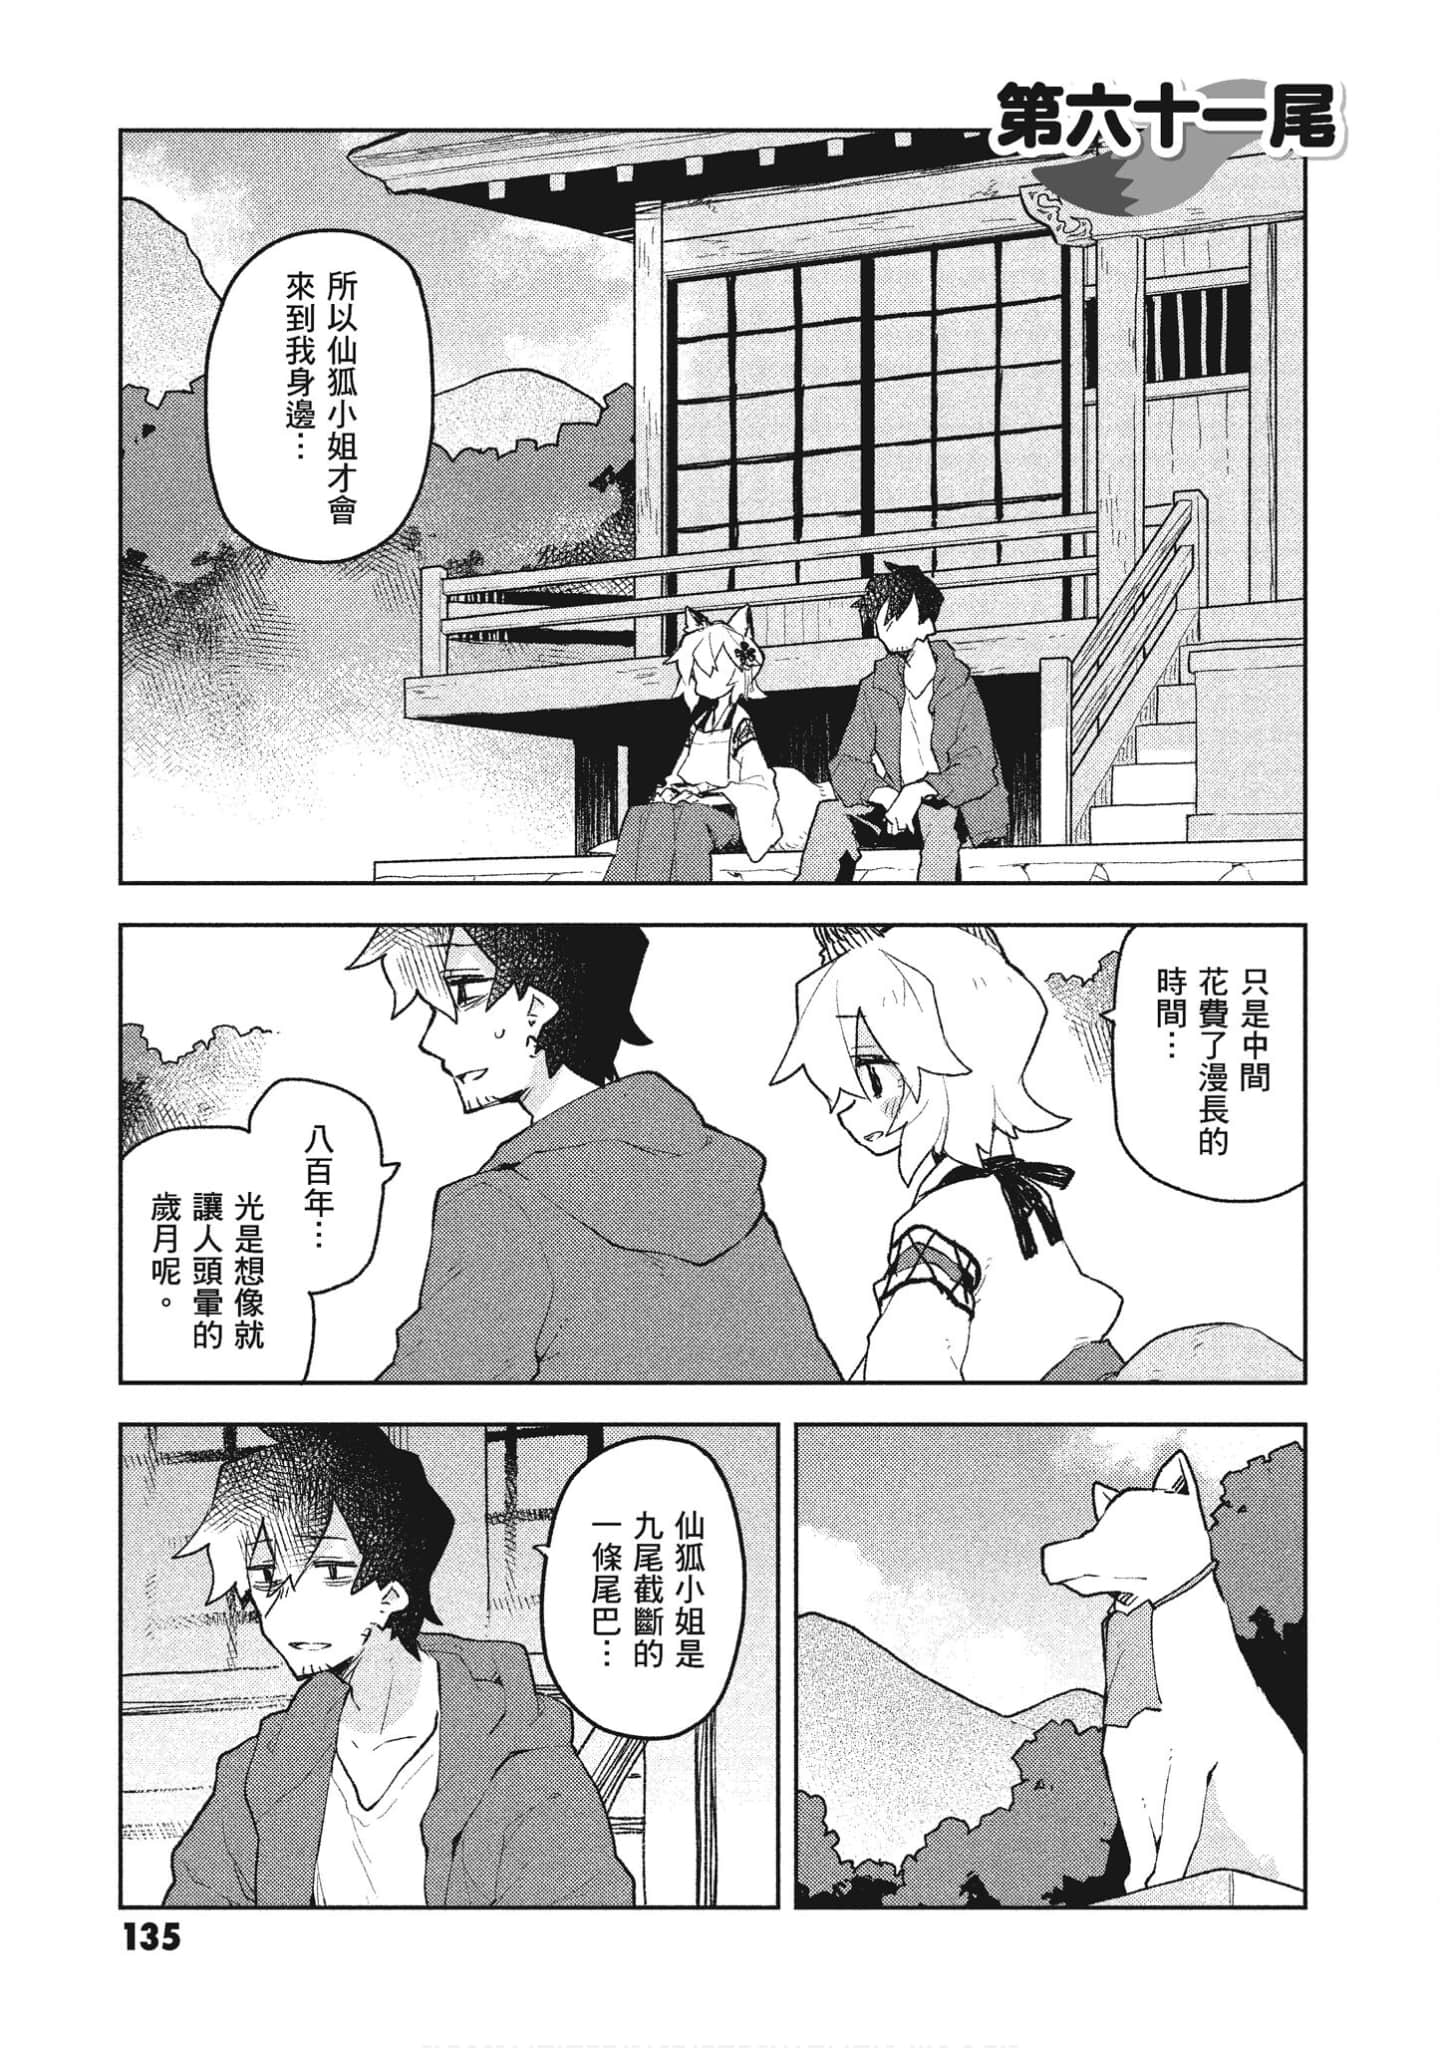 第六十一尾
所以仙狐小姐才會
來到我身邊…
只是中間
花費了漫長的
時間…
八百年…
光是想像就
讓人頭暈的
歲月呢。
仙狐小姐是
九尾截斷的
一條尾巴…
135